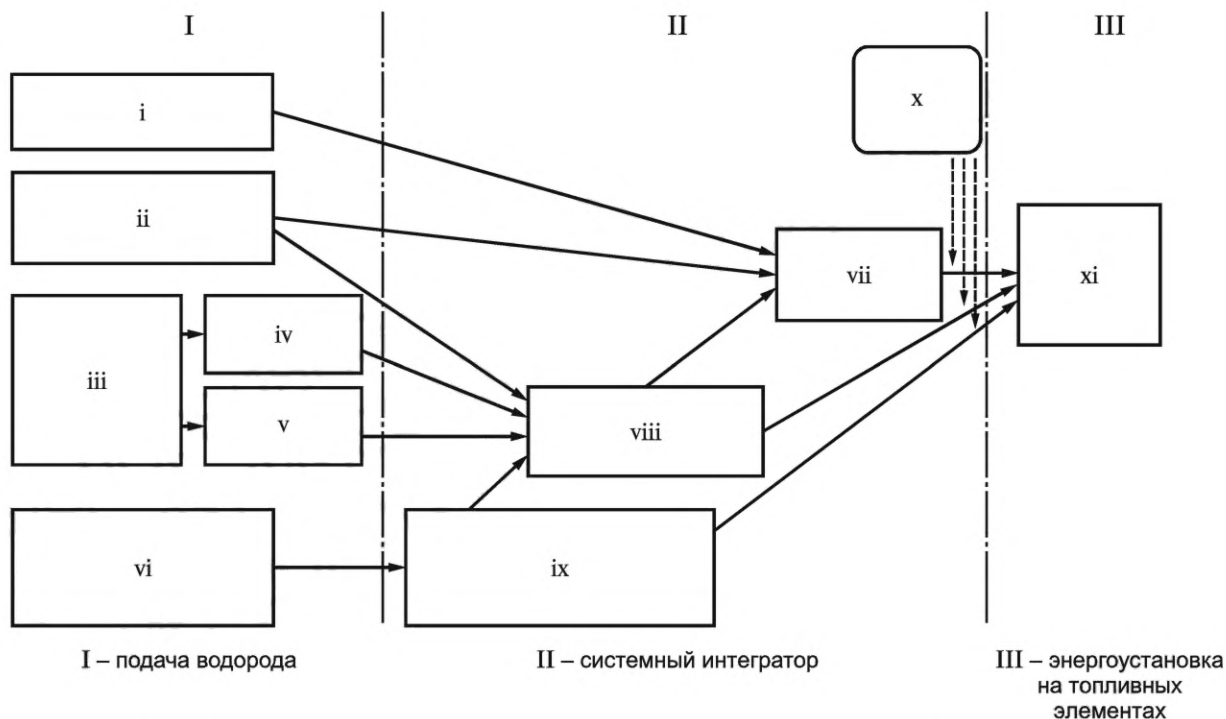 I
II
III
i
x
ii
vii
xi
iii
iv
v
viii
vi
ix
I – подача водорода
II – системный интегратор
III – энергоустановка
на топливных
элементах